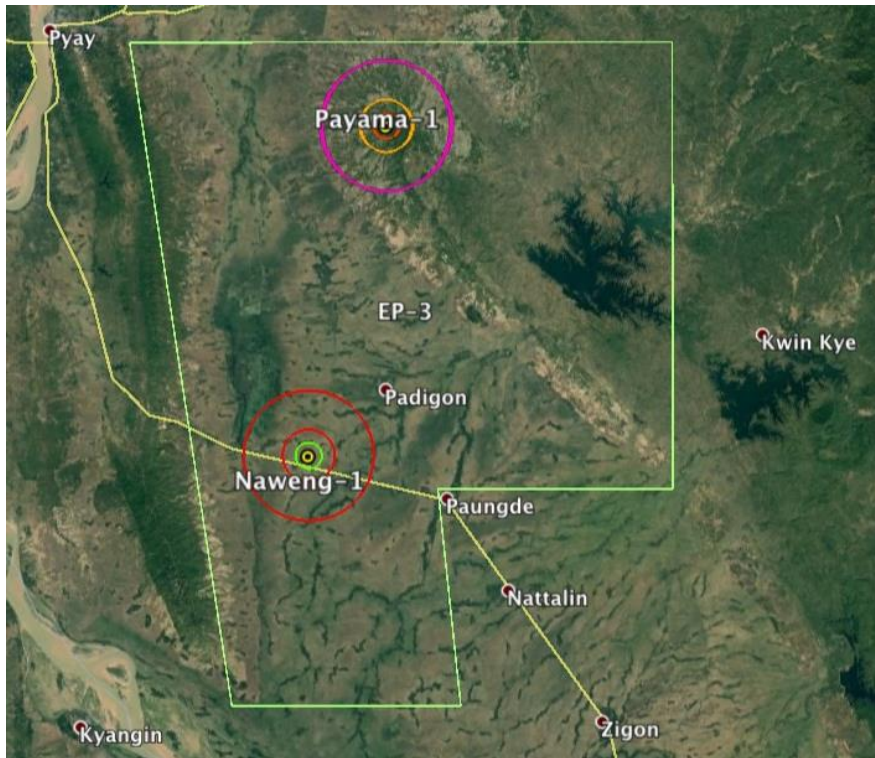 Pyay
Payama-1
EP-3
Kwin Kye
Padigon
Naweng-1
Paungde
Nattalin
Zigon
Kyangin